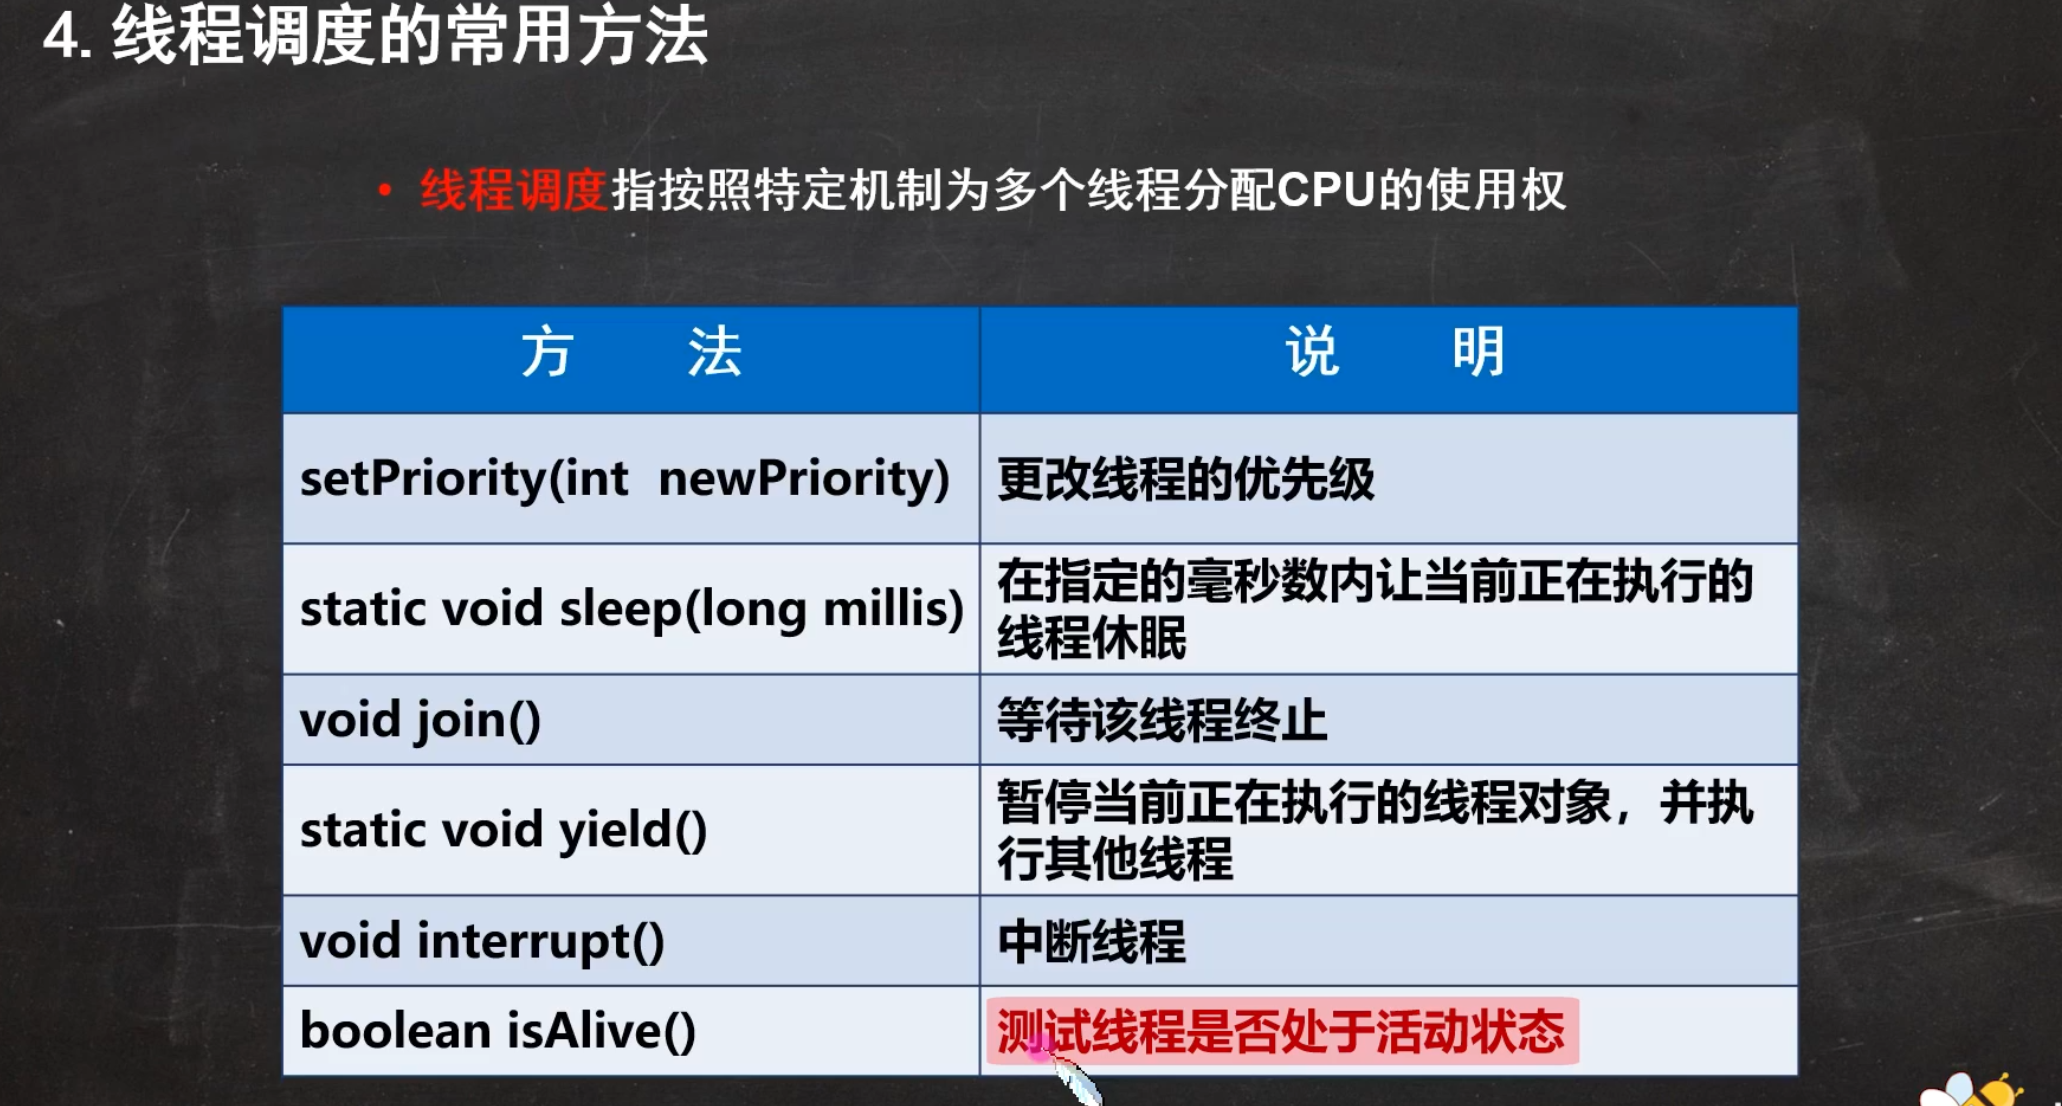 4. 线程调度的常用方法
• 线程调度指按照特定机制为多个线程分配CPU的使用权
方 法
说 明
setPriority(int newPriority)
更改线程的优先级
static void sleep(long millis)
在指定的毫秒数内让当前正在执行的
线程休眠
void join()
等待该线程终止
static void yield()
暂停当前正在执行的线程对象，并执
行其他线程
void interrupt()
中断线程
boolean isAlive()
测试线程是否处于活动状态